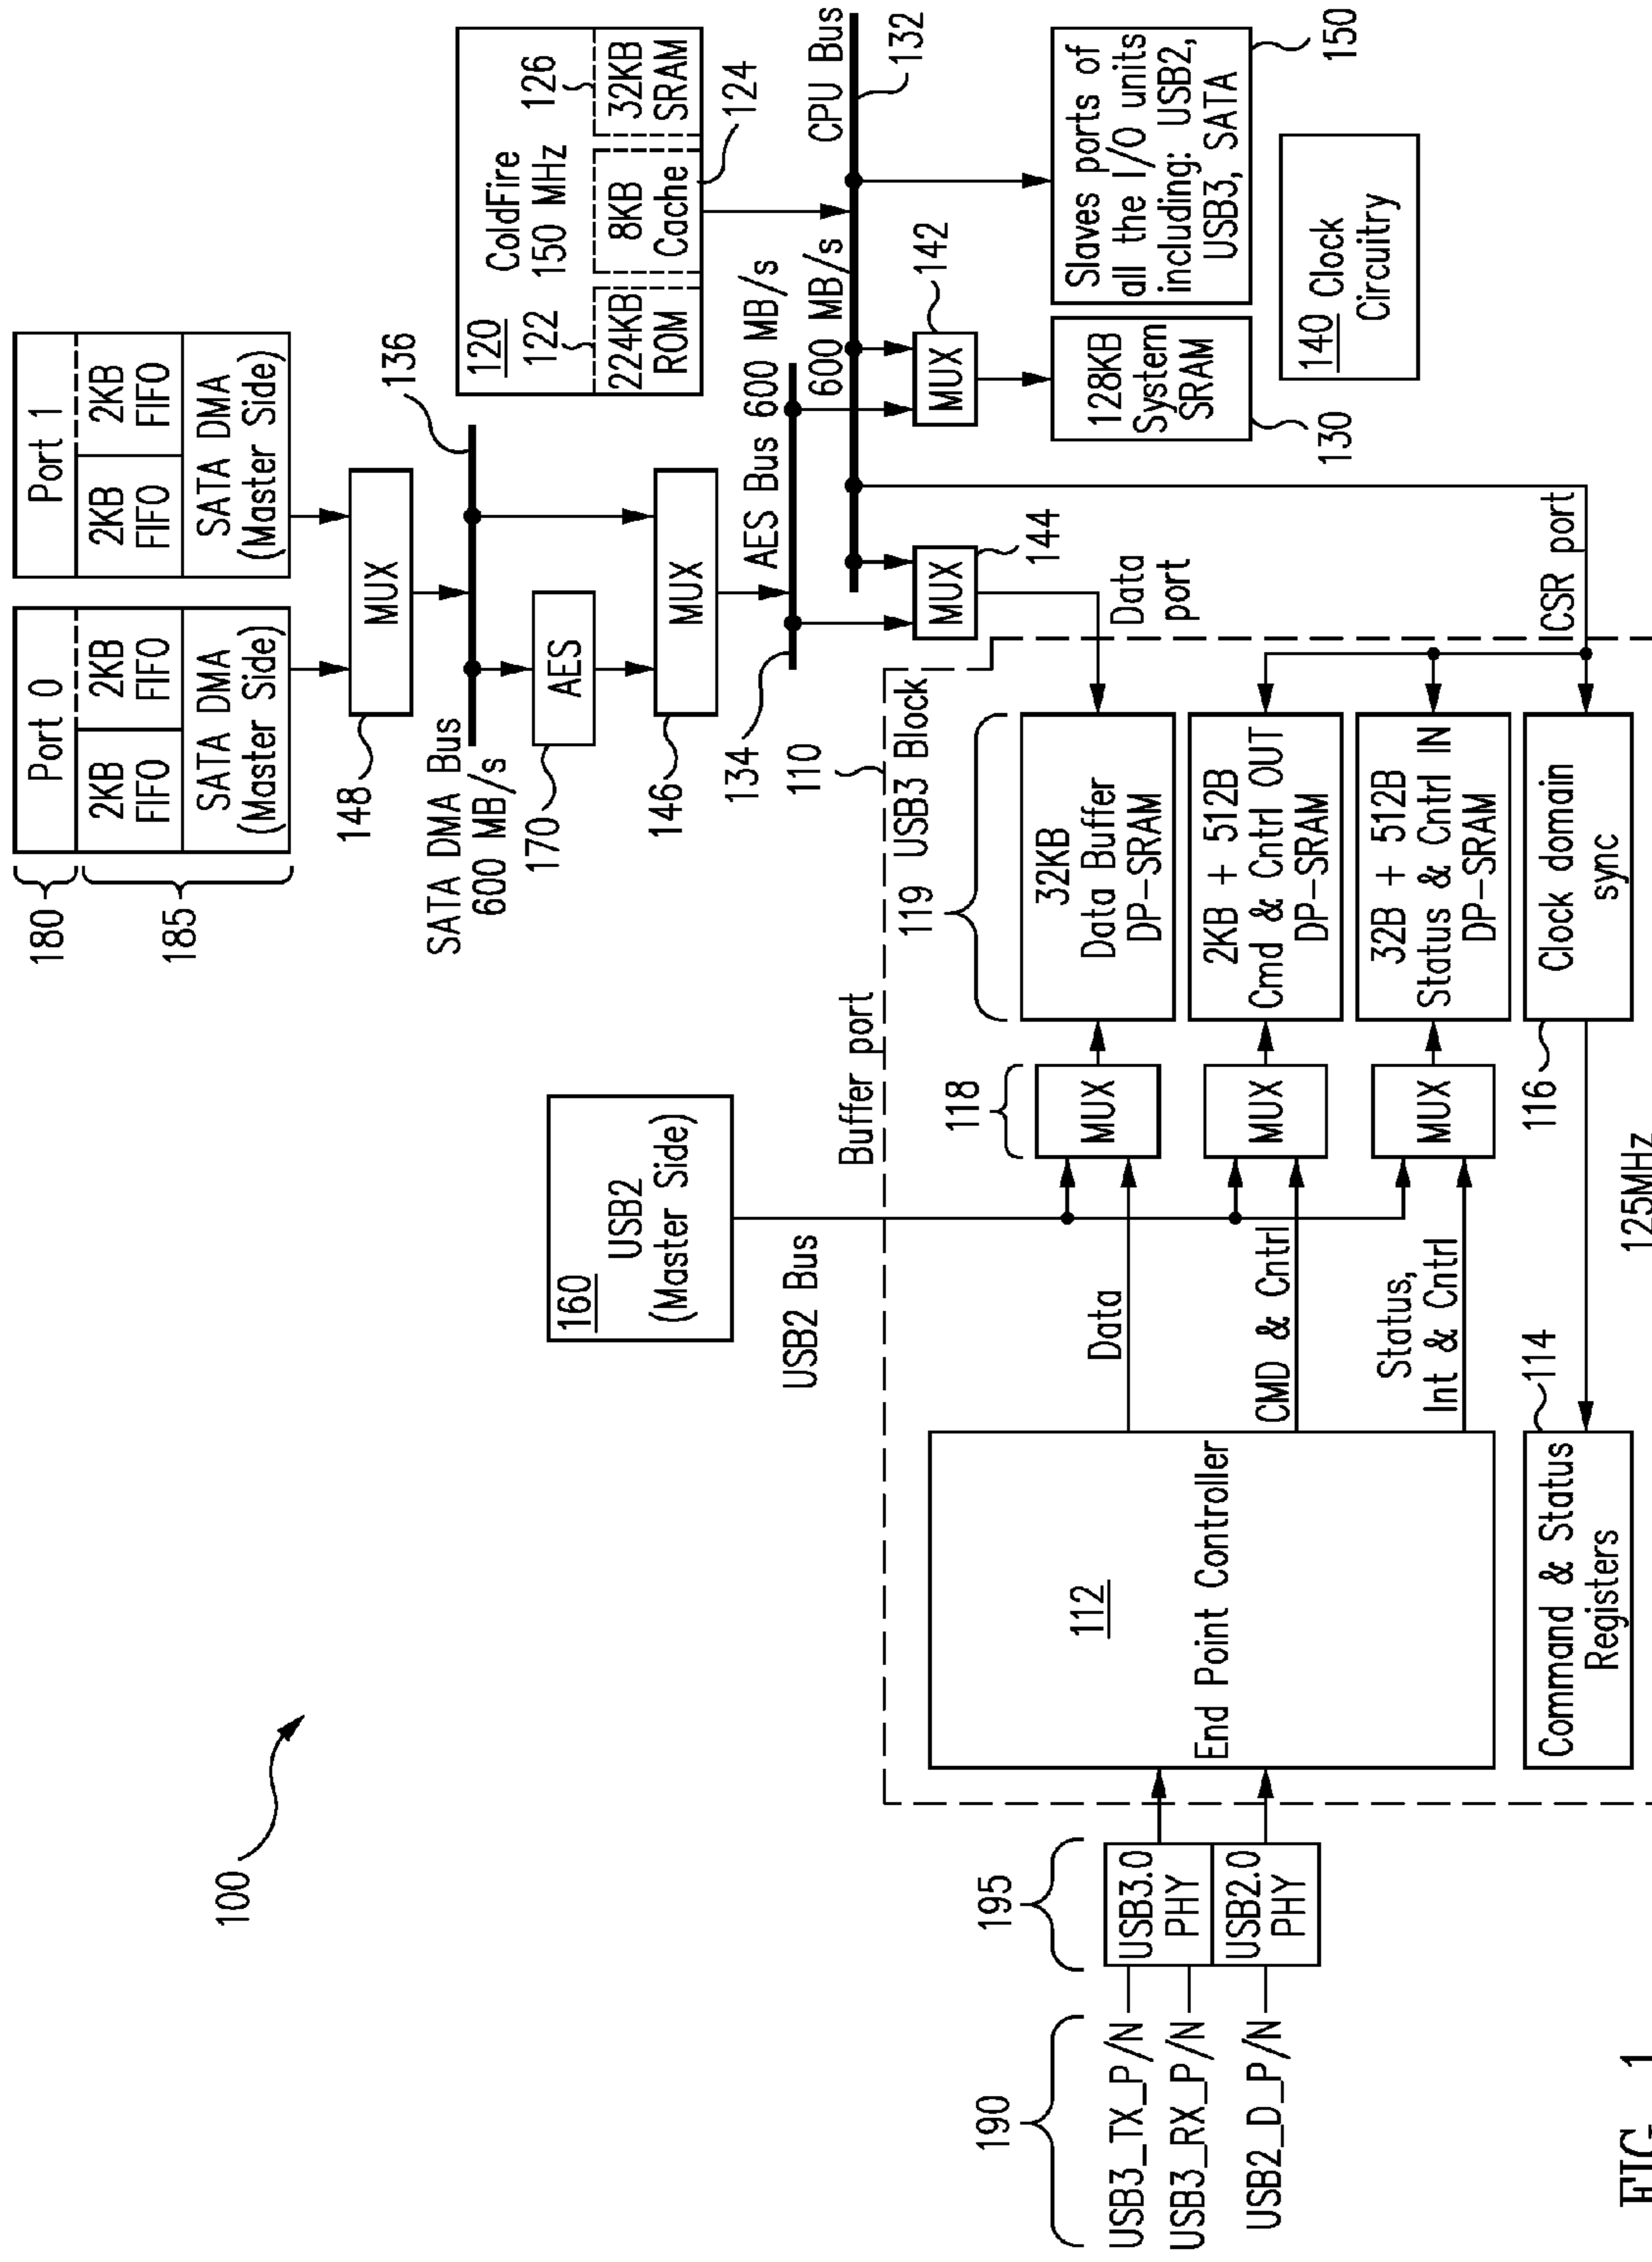 100
190
USB3_TX_P/N
USB3_RX_P/N
USB2_D_P/N
195
USB3.0
PHY
USB2.0
PHY
112
End Point Controller
114
Command & Status
Registers
160
USB2
(Master Side)
USB2 Bus
Buffer port
Data
CMD & Cntrl
Status,
Int & Cntrl
125MHz
118
MUX
MUX
MUX
116
110
USB3 Block
119
32KB
Data Buffer
DP-SRAM
2KB + 512B
Cmd & Cntrl OUT
DP-SRAM
32B + 512B
Status & Cntrl IN
DP-SRAM
Clock domain
sync
180
185
Port 0
2KB
FIFO
2KB
FIFO
SATA DMA
(Master Side)
Port 1
2KB
FIFO
2KB
FIFO
SATA DMA
(Master Side)
148
MUX
SATA DMA Bus
600 MB/s
136
170
AES
146
MUX
134
AES Bus 600 MB/s
600 MB/s
CPU Bus
132
MUX
144
Data
port
CSR port
MUX
142
128KB
System
SRAM
130
120
ColdFire
150 MHz
122
224KB
ROM
8KB
Cache
124
126
32KB
SRAM
Slaves ports of
all the I/O units
including: USB2,
USB3, SATA
150
140 Clock
Circuitry
FIG. 1